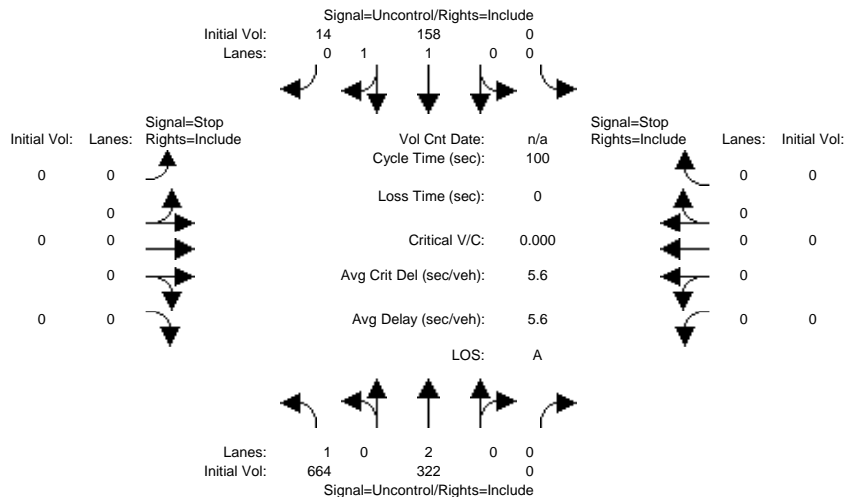 Signal=Uncontrol/Rights=Include
Initial Vol: 14 158 0
Lanes: 0 1 1 0 0
Signal=Stop
Initial Vol: Lanes: Rights=Include
Vol Cnt Date: n/a
Signal=Stop
Rights=Include Lanes: Initial Vol:
Cycle Time (sec): 100
0 0
0 0
0
Loss Time (sec): 0
0
0 0
Critical V/C: 0.000
0 0
0
Avg Crit Del (sec/veh): 5.6
0
0 0
Avg Delay (sec/veh): 5.6
0 0
LOS: A
Lanes: 1 0 2 0 0
Initial Vol: 664 322 0
Signal=Uncontrol/Rights=Include